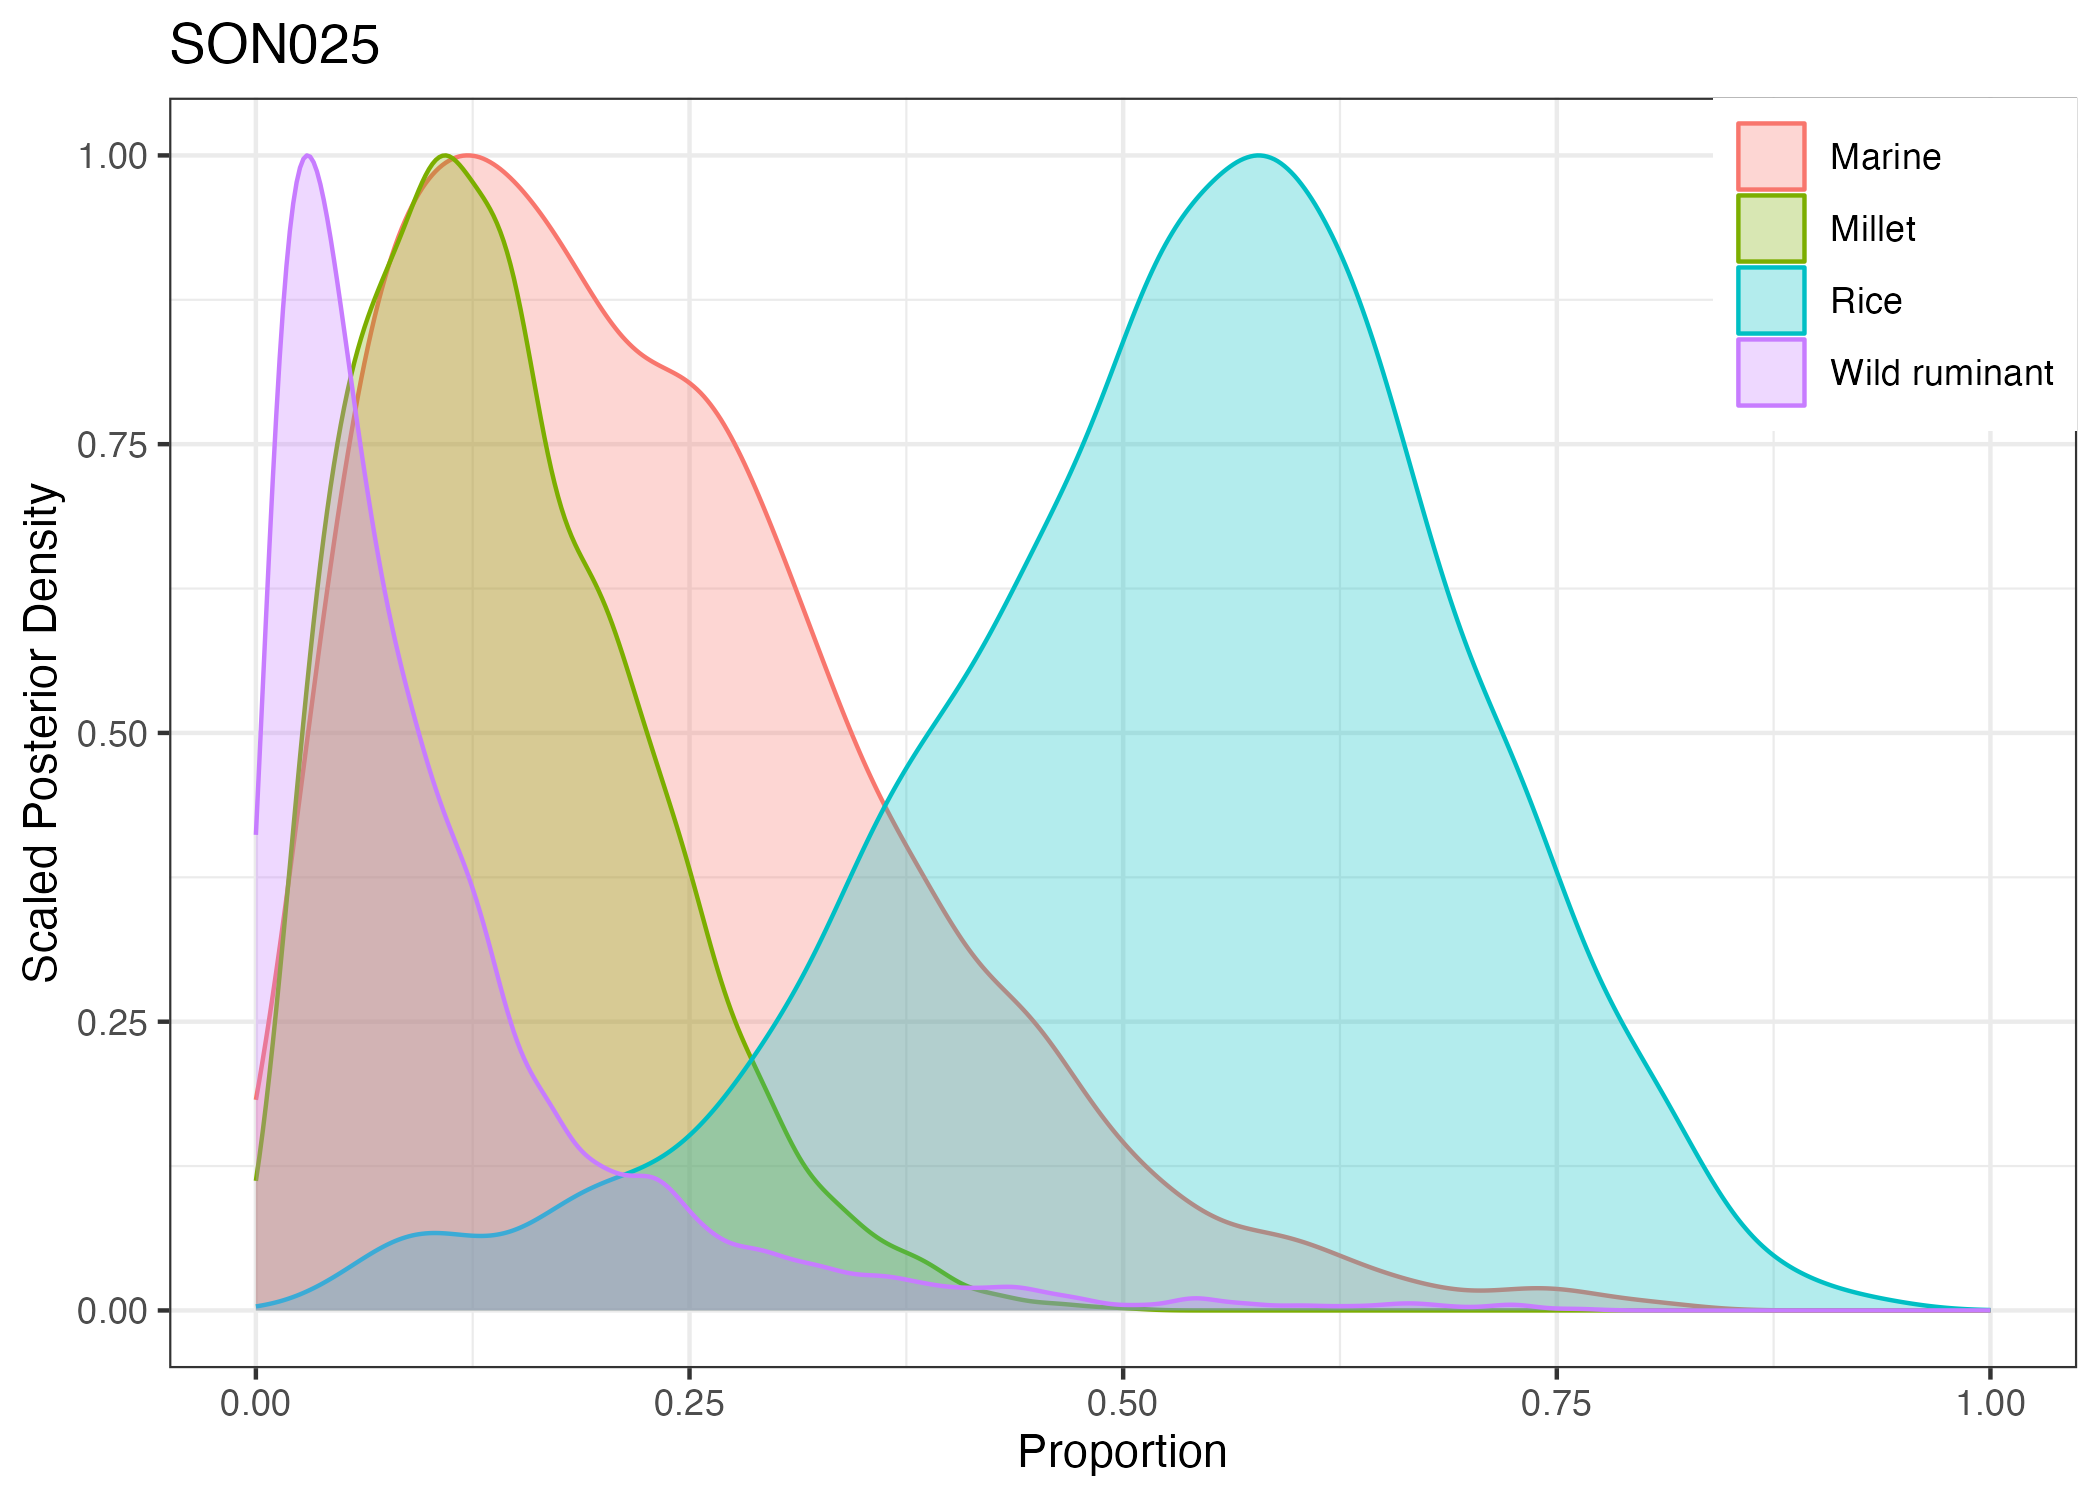 SON025
Marine
Millet
Rice
Wild ruminant
1.00
0.75
0.50
0.25
0.00
Scaled Posterior Density
0.00 0.25 0.50 0.75 1.00
Proportion